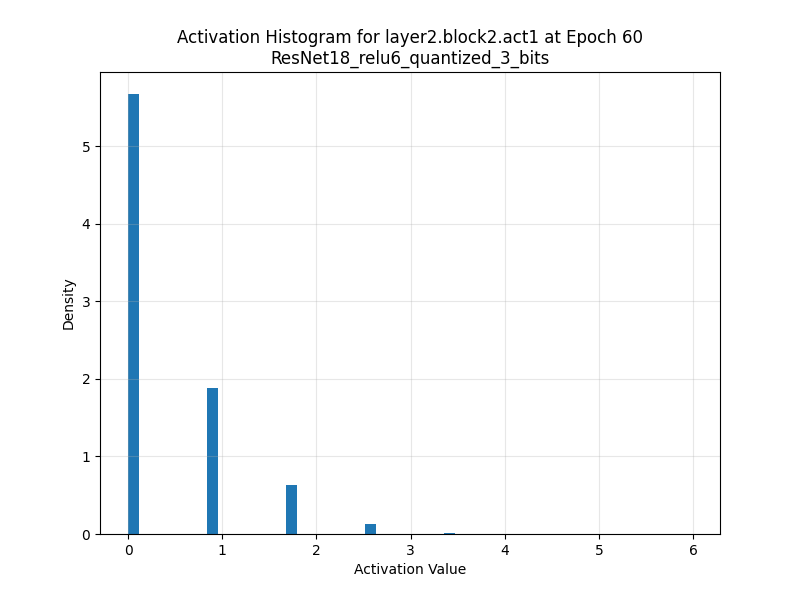 Activation Histogram for layer2.block2.act1 at Epoch 60
ResNet18_relu6_quantized_3_bits
Density
5
4
3
2
1
0
0 1 2 3 4 5 6
Activation Value